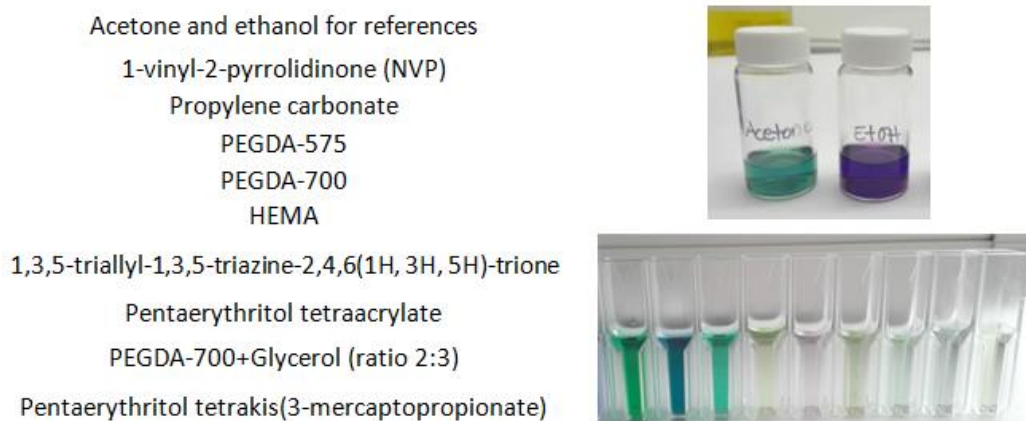 Acetone and ethanol for references
1-vinyl-2-pyrrolidinone (NVP)
Propylene carbonate
PEGDA-575
PEGDA-700
HEMA
1,3,5-triallyl-1,3,5-triazine-2,4,6(1H, 3H, 5H)-trione
Pentaerythritol tetraacrylate
PEGDA-700+Glycerol (ratio 2:3)
Pentaerythritol tetrakis(3-mercaptopropionate)
Acetone
EtOH